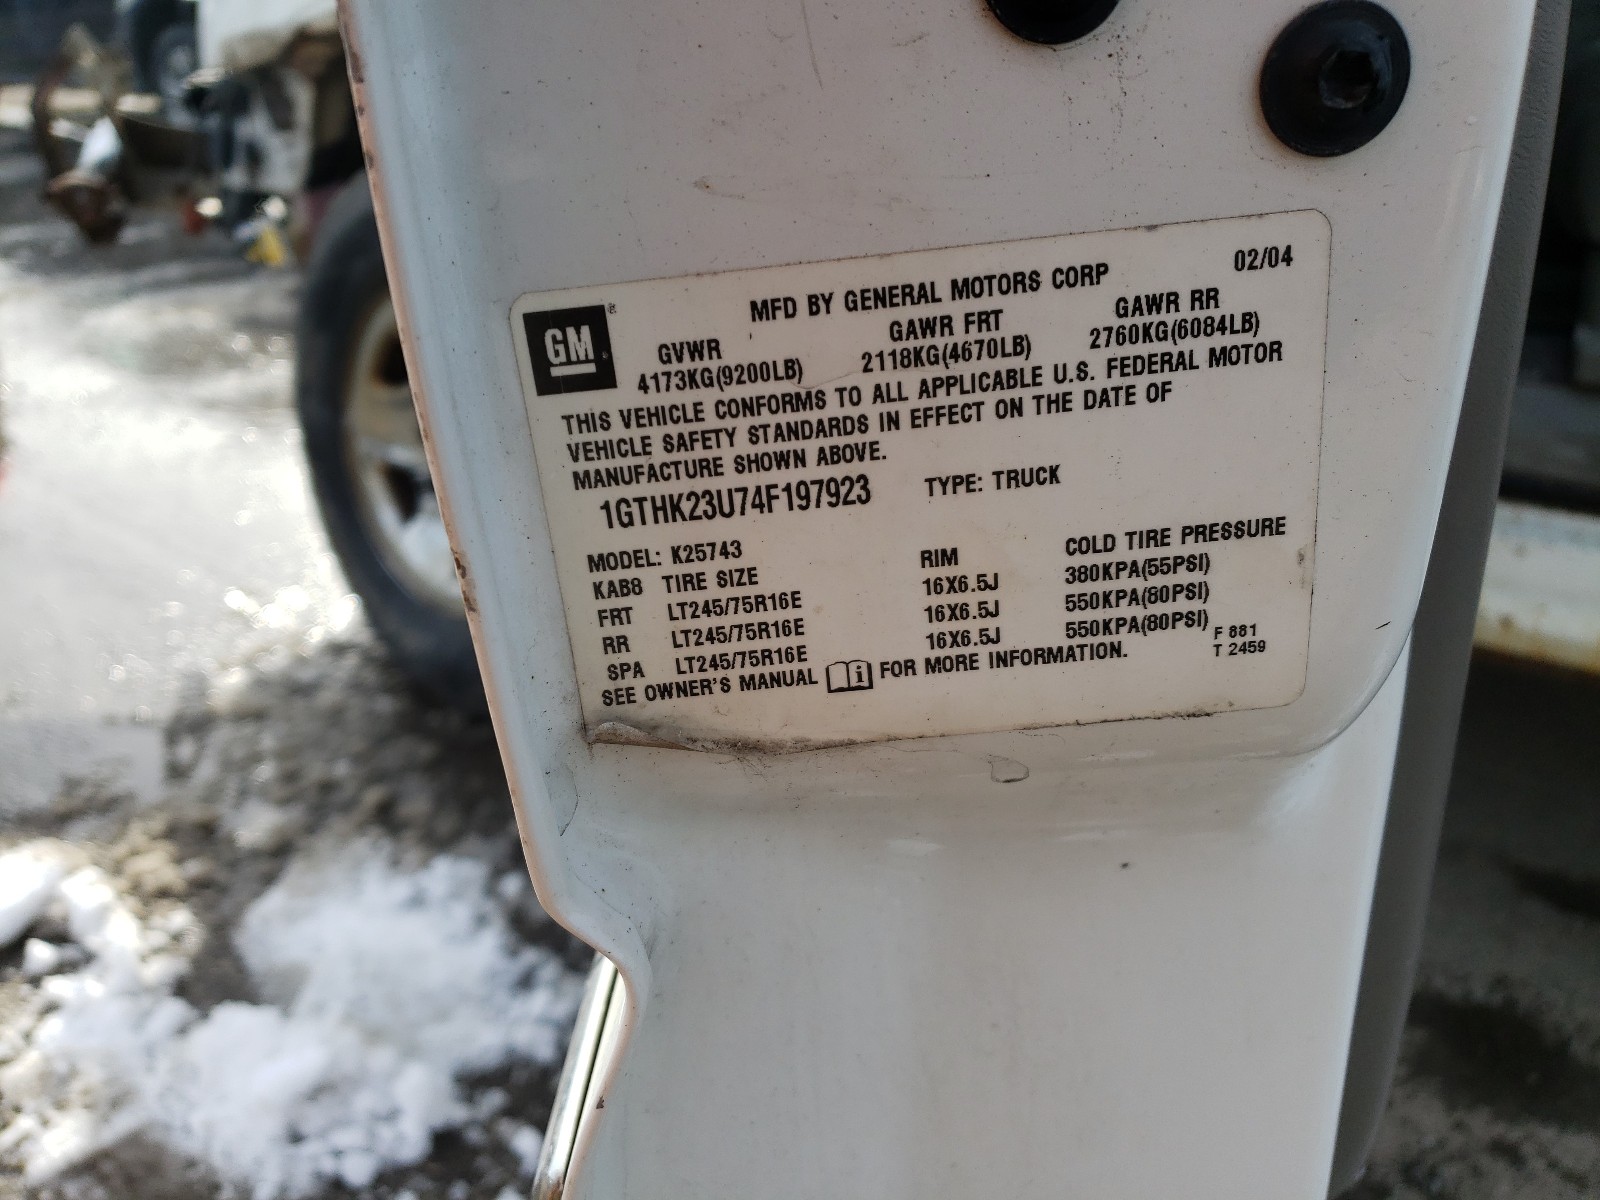 02/04
MFD BY GENERAL MOTORS CORP
GM ®
GVWR GAWR FRT GAWR RR
4173KG(9200LB) 2118KG(4670LB) 2760KG(6084LB)
THIS VEHICLE CONFORMS TO ALL APPLICABLE U.S. FEDERAL MOTOR
VEHICLE SAFETY STANDARDS IN EFFECT ON THE DATE OF
MANUFACTURE SHOWN ABOVE.
1GTHK23U74F197923 TYPE: TRUCK
MODEL: K25743
KAB8 TIRE SIZE RIM COLD TIRE PRESSURE
FRT LT245/75R16E 16X6.5J 380KPA(55PSI)
RR LT245/75R16E 16X6.5J 550KPA(80PSI)
SPA LT245/75R16E 16X6.5J 550KPA(80PSI)
SEE OWNER'S MANUAL i FOR MORE INFORMATION.
F 881
T 2459